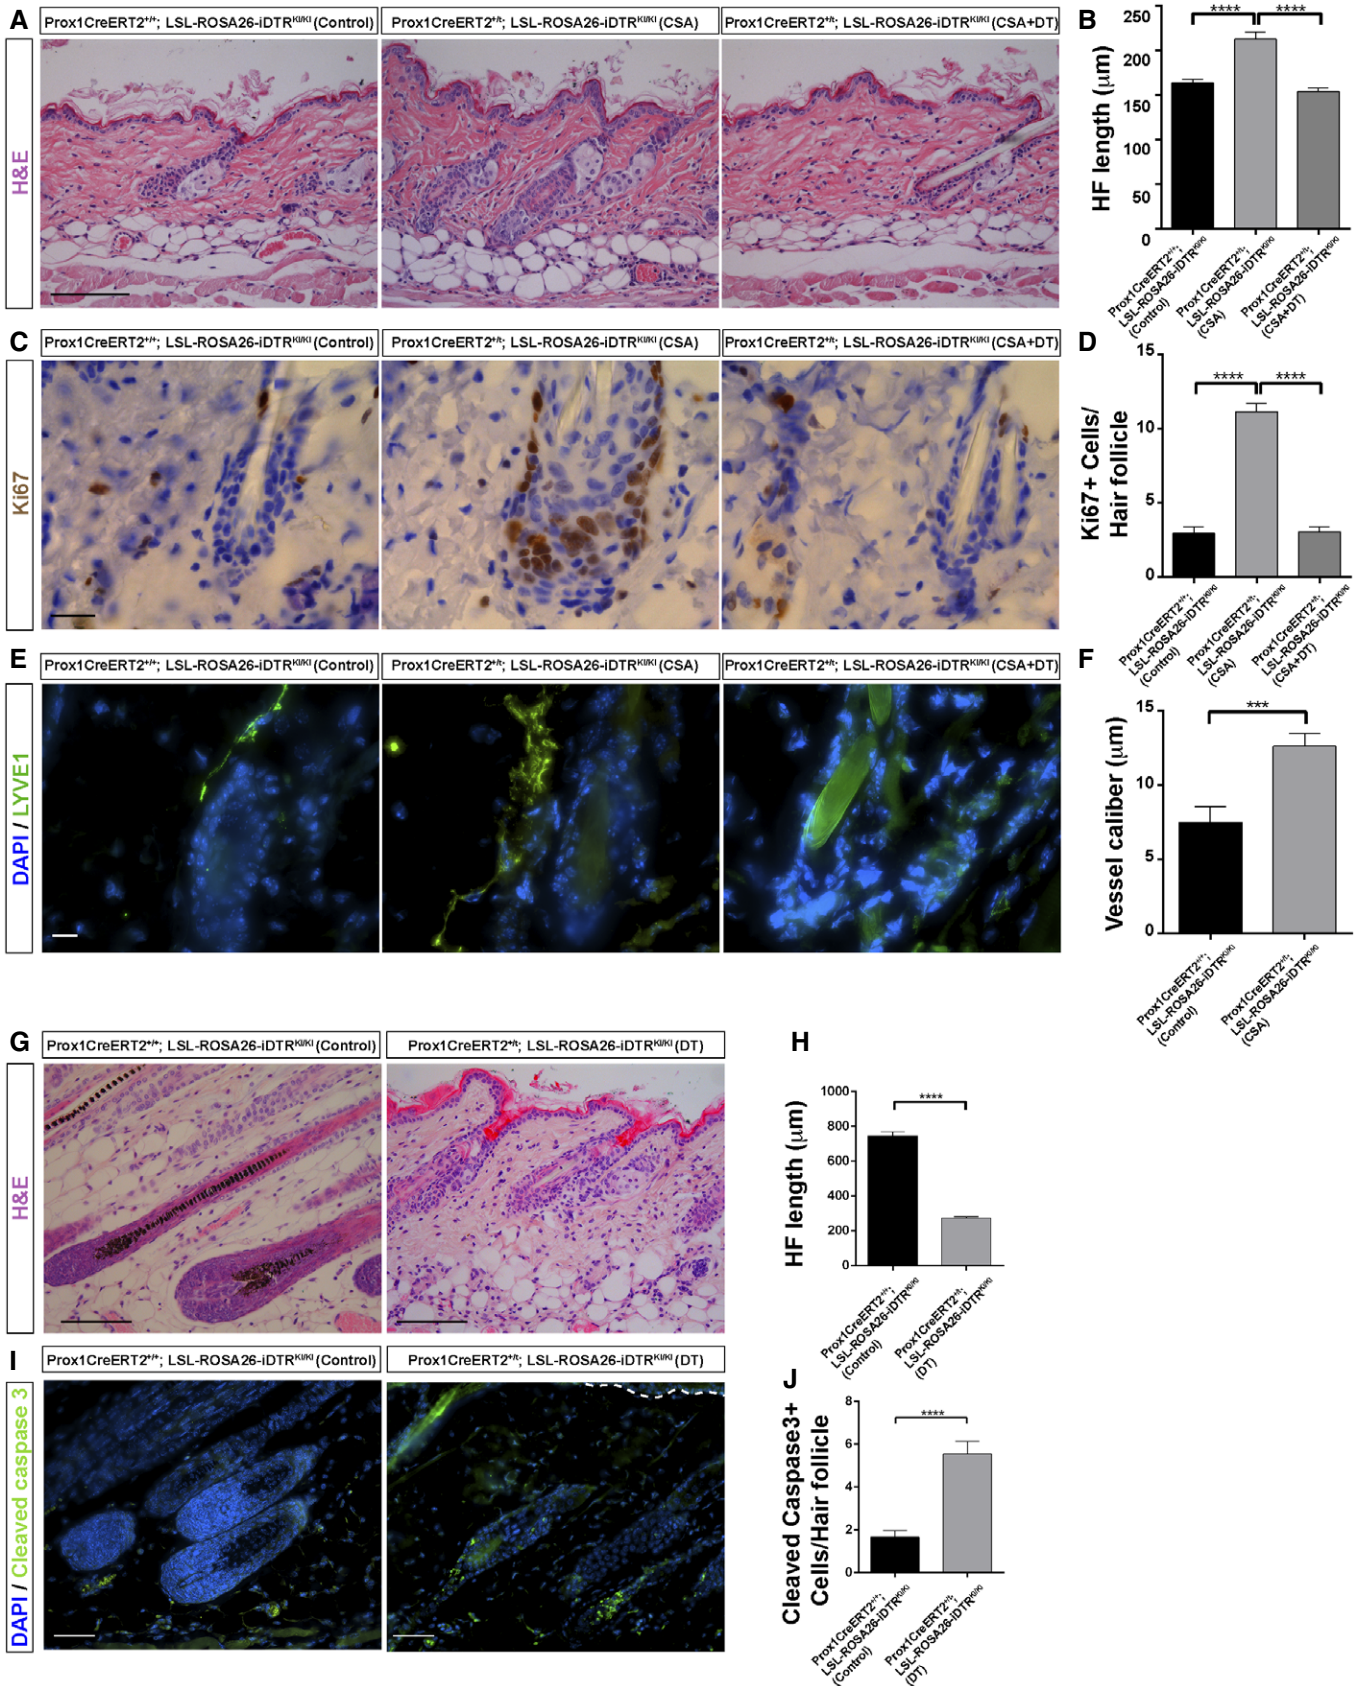 A
Prox1CreERT2+/+; LSL-ROSA26-iDTRKI/KI (Control)
Prox1CreERT2+/t; LSL-ROSA26-iDTRKI/KI (CSA)
Prox1CreERT2+/t; LSL-ROSA26-iDTRKI/KI (CSA+DT)
H&E
B
HF length (µm)
250
200
150
100
50
0
****
****
Prox1CreERT2+/+;
LSL-ROSA26-iDTRKI/KI
(Control)
Prox1CreERT2+/t;
LSL-ROSA26-iDTRKI/KI
(CSA)
Prox1CreERT2+/t;
LSL-ROSA26-iDTRKI/KI
(CSA+DT)
C
Prox1CreERT2+/+; LSL-ROSA26-iDTRKI/KI (Control)
Prox1CreERT2+/t; LSL-ROSA26-iDTRKI/KI (CSA)
Prox1CreERT2+/t; LSL-ROSA26-iDTRKI/KI (CSA+DT)
Ki67
D
Ki67+ Cells/
Hair follicle
15
10
5
0
****
****
Prox1CreERT2+/+;
LSL-ROSA26-iDTRKI/KI
(Control)
Prox1CreERT2+/t;
LSL-ROSA26-iDTRKI/KI
(CSA)
Prox1CreERT2+/t;
LSL-ROSA26-iDTRKI/KI
(CSA+DT)
E
Prox1CreERT2+/+; LSL-ROSA26-iDTRKI/KI (Control)
Prox1CreERT2+/t; LSL-ROSA26-iDTRKI/KI (CSA)
Prox1CreERT2+/t; LSL-ROSA26-iDTRKI/KI (CSA+DT)
DAPI / LYVE1
F
Vessel caliber (µm)
15
10
5
0
***
Prox1CreERT2+/+;
LSL-ROSA26-iDTRKI/KI
(Control)
Prox1CreERT2+/t;
LSL-ROSA26-iDTRKI/KI
(CSA)
G
Prox1CreERT2+/+; LSL-ROSA26-iDTRKI/KI (Control)
Prox1CreERT2+/t; LSL-ROSA26-iDTRKI/KI (DT)
H&E
H
HF length (µm)
1000
800
600
400
200
0
****
Prox1CreERT2+/+;
LSL-ROSA26-iDTRKI/KI
(Control)
Prox1CreERT2+/t;
LSL-ROSA26-iDTRKI/KI
(DT)
I
Prox1CreERT2+/+; LSL-ROSA26-iDTRKI/KI (Control)
Prox1CreERT2+/t; LSL-ROSA26-iDTRKI/KI (DT)
DAPI / Cleaved caspase 3
J
Cleaved Caspase3+
Cells/Hair follicle
8
6
4
2
0
****
Prox1CreERT2+/+;
LSL-ROSA26-iDTRKI/KI
(Control)
Prox1CreERT2+/t;
LSL-ROSA26-iDTRKI/KI
(DT)